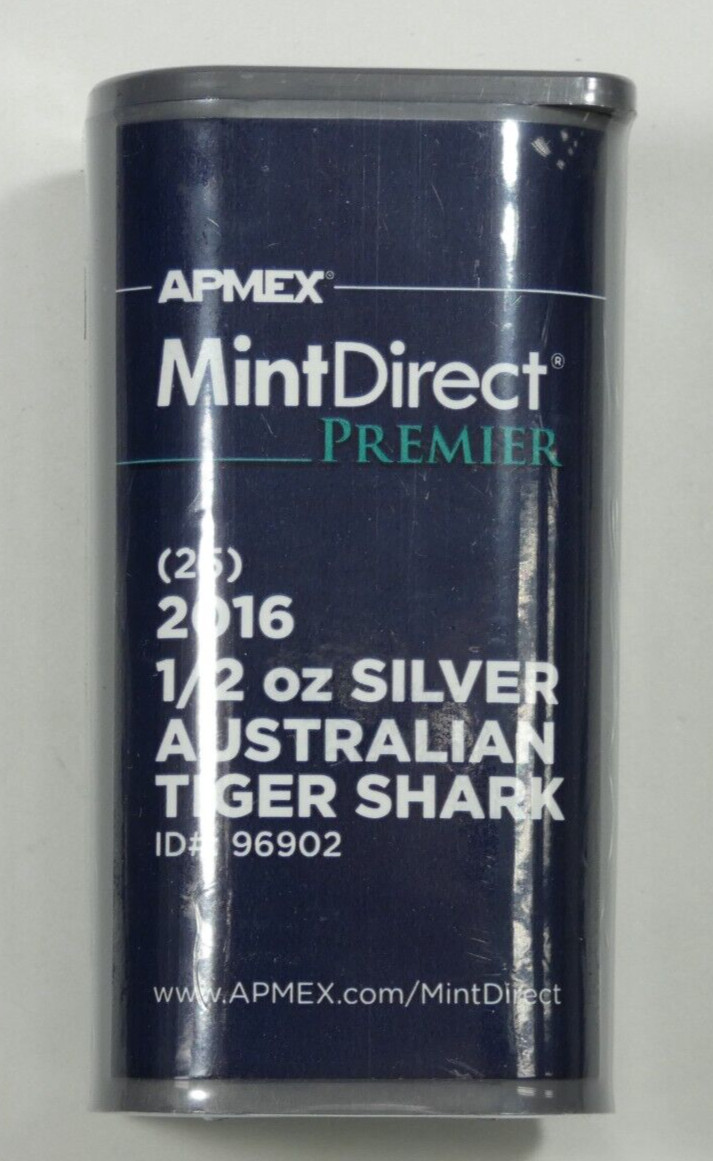 APMEX®
MintDirect®
PREMIER
(25)
2016
1/2 oz SILVER
AUSTRALIAN
TIGER SHARK
ID#: 96902
www.APMEX.com/MintDirect